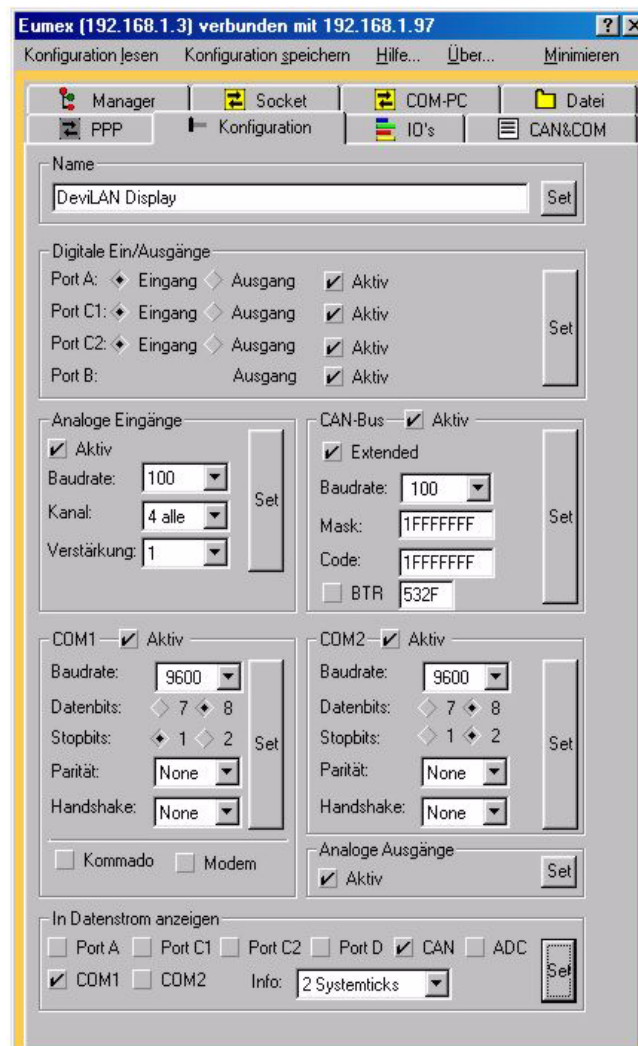 Eumex (192.168.1.3) verbunden mit 192.168.1.97
Konfiguration lesen Konfiguration speichern Hilfe... Über... Minimieren
Manager Socket COM-PC Datei
PPP Konfiguration IO's CAN&COM
Name
DeviLAN Display Set
Digitale Ein/Ausgänge
Port A: Eingang Ausgang Aktiv
Port C1: Eingang Ausgang Aktiv
Set
Port C2: Eingang Ausgang Aktiv
Port B: Ausgang Aktiv
Analoge Eingänge
Aktiv
Baudrate: 100
Kanal: 4 alle
Verstärkung: 1
Set
CAN-Bus Aktiv
Extended
Baudrate: 100
Mask: 1FFFFFFF
Code: 1FFFFFFF
BTR 532F
Set
COM1 Aktiv
Baudrate: 9600
Datenbits: 7 8
Stopbits: 1 2
Parität: None
Handshake: None
Set
Kommado Modem
COM2 Aktiv
Baudrate: 9600
Datenbits: 7 8
Stopbits: 1 2
Parität: None
Handshake: None
Set
Analoge Ausgänge
Aktiv Set
In Datenstrom anzeigen
Port A Port C1 Port C2 Port D CAN ADC
COM1 COM2 Info: 2 Systemticks
Set